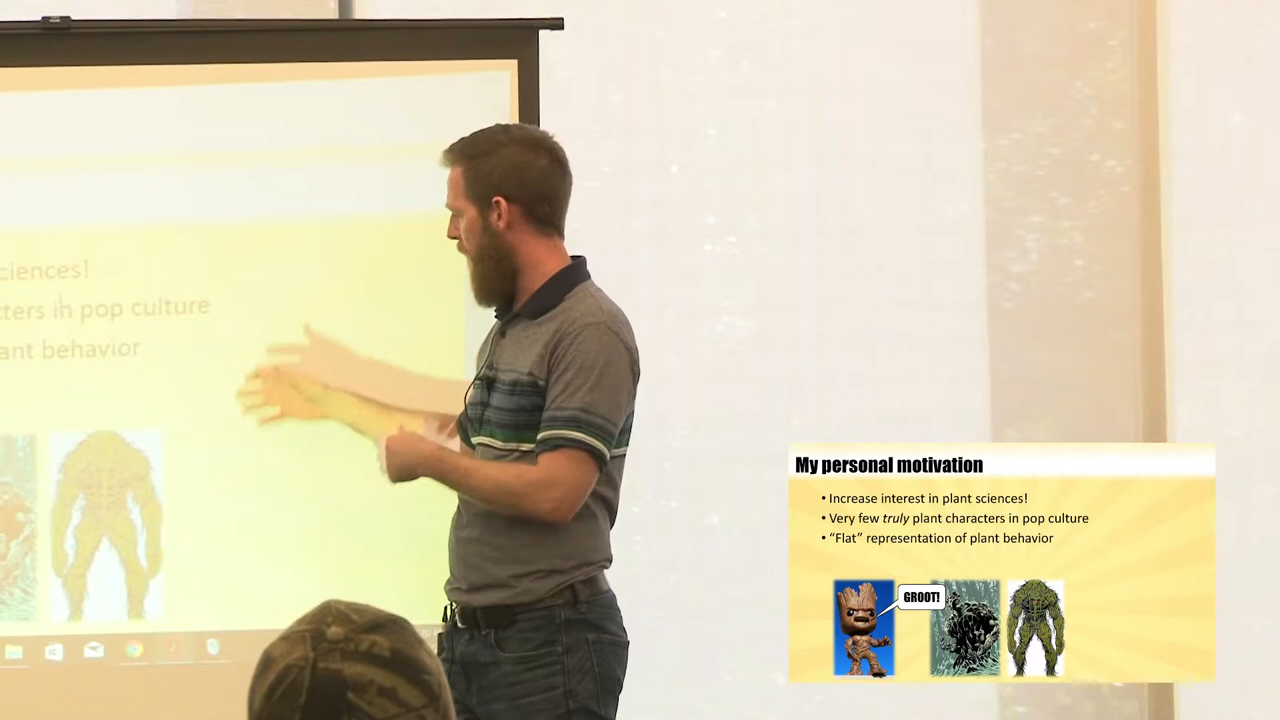 ciences!
cters in pop culture
ant behavior
My personal motivation
• Increase interest in plant sciences!
• Very few truly plant characters in pop culture
• “Flat” representation of plant behavior
GROOT!